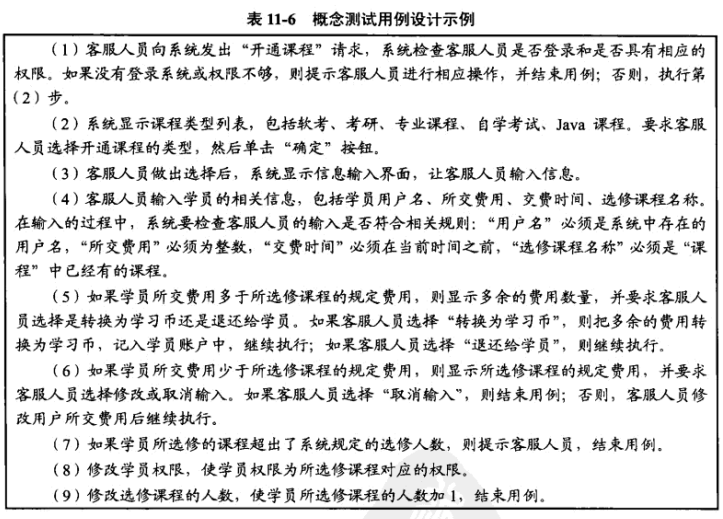 表 11-6 概念测试用例设计示例
（1）客服人员向系统发出“开通课程”请求，系统检查客服人员是否登录和是否具有相应的
权限。如果没有登录系统或权限不够，则提示客服人员进行相应操作，并结束用例；否则，执行第
（2）步。
（2）系统显示课程类型列表，包括软考、考研、专业课程、自学考试、Java 课程。要求客服
人员选择开通课程的类型，然后单击“确定”按钮。
（3）客服人员做出选择后，系统显示信息输入界面，让客服人员输入信息。
（4）客服人员输入学员的相关信息，包括学员用户名、所交费用、交费时间、选修课程名称。
在输入的过程中，系统要检查客服人员的输入是否符合相关规则：“用户名”必须是系统中存在的
用户名，“所交费用”必须为整数，“交费时间”必须在当前时间之前，“选修课程名称”必须是“课
程”中已经有的课程。
（5）如果学员所交费用多于所选修课程的规定费用，则显示多余的费用数量，并要求客服人
员选择是转换为学习币还是退还给学员。如果客服人员选择“转换为学习币”，则把多余的费用转
换为学习币，记入学员账户中，继续执行；如果客服人员选择“退还给学员”，则继续执行。
（6）如果学员所交费用少于所选修课程的规定费用，则显示所选修课程的规定费用，并要求
客服人员选择修改或取消输入。如果客服人员选择“取消输入”，则结束用例；否则，客服人员修
改用户所交费用后继续执行。
（7）如果学员所选修的课程超出了系统规定的选修人数，则提示客服人员，结束用例。
（8）修改学员权限，使学员权限为所选修课程对应的权限。
（9）修改选修课程的人数，使学员所选修课程的人数加 1，结束用例。